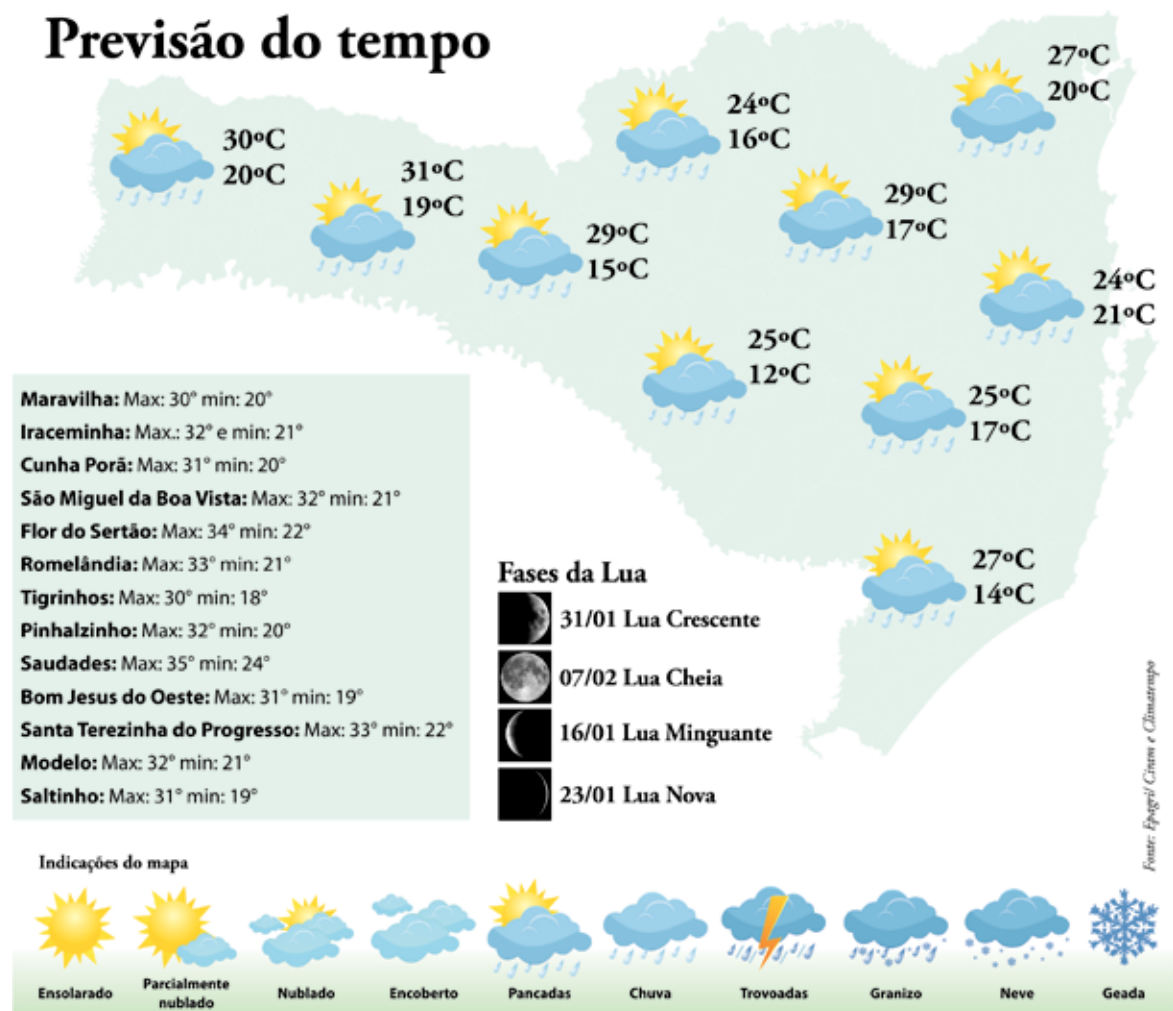 Previsão do tempo
30ºC
20ºC
31ºC
19ºC
29ºC
15ºC
24ºC
16ºC
29ºC
17ºC
27ºC
20ºC
24ºC
21ºC
25ºC
12ºC
25ºC
17ºC
27ºC
14ºC
Maravilha: Max: 30° min: 20°
Iraceminha: Max.: 32° e min: 21°
Cunha Porã: Max: 31° min: 20°
São Miguel da Boa Vista: Max: 32° min: 21°
Flor do Sertão: Max: 34° min: 22°
Romelândia: Max: 33° min: 21°
Tigrinhos: Max: 30° min: 18°
Pinhalzinho: Max: 32° min: 20°
Saudades: Max: 35° min: 24°
Bom Jesus do Oeste: Max: 31° min: 19°
Santa Terezinha do Progresso: Max: 33° min: 22°
Modelo: Max: 32° min: 21°
Saltinho: Max: 31° min: 19°
Fases da Lua
31/01 Lua Crescente
07/02 Lua Cheia
16/01 Lua Minguante
23/01 Lua Nova
Fonte: Epagri/ Ciram e Climatempo
Indicações do mapa
Ensolarado
Parcialmente
nublado
Nublado
Encoberto
Pancadas
Chuva
Trovoadas
Granizo
Neve
Geada